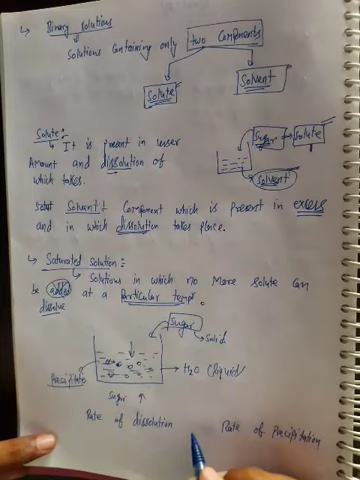 ↳ Binary solutions
Solutions containing only two components
Solute
Solvent
Solute:-
↳ It is present in lesser
Amount and dissolution of
which takes.
Sugar → Solute
Solvent
Solvent:- Component which is present in excess
and in which dissolution takes place.
↳ Saturated Solution:-
↳ Solutions in which no more solute can
be added at a particular temp.
dissolve
Sugar
→ Solid
Precipitate
→ H2O (liquid)
Sugar ↑
Rate of dissolution
Rate of Precipitation